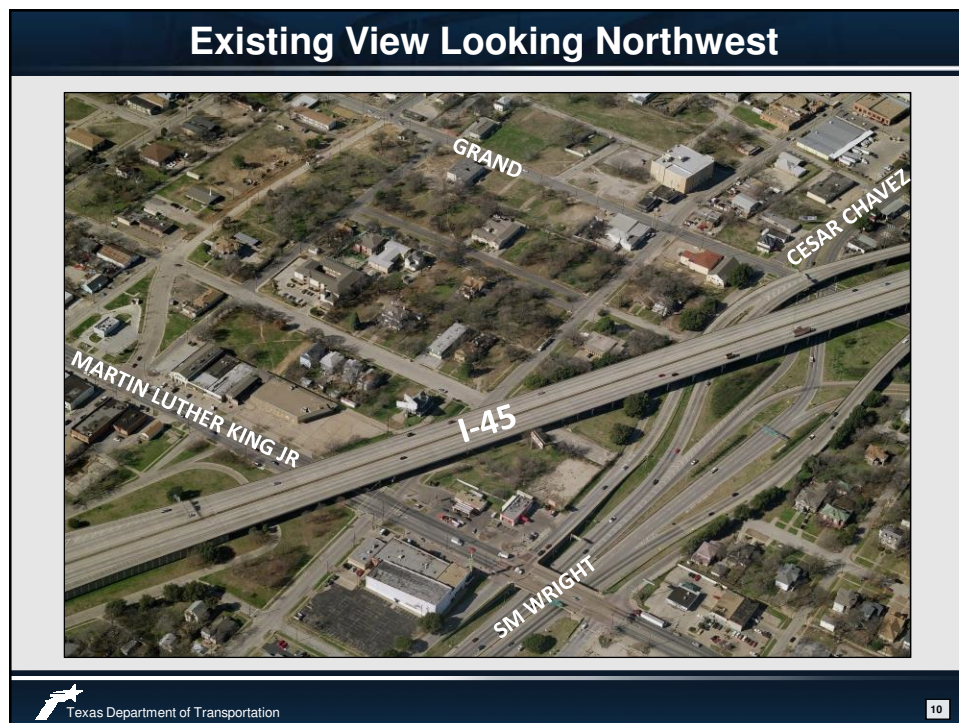 Existing View Looking Northwest
GRAND
CESAR CHAVEZ
MARTIN LUTHER KING JR
I-45
SM WRIGHT
Texas Department of Transportation
10